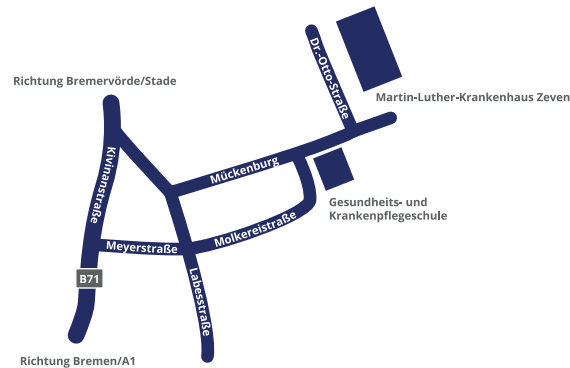 Dr.-Otto-Straße
Richtung Bremervörde/Stade
Martin-Luther-Krankenhaus Zeven
Kivinanstraße
Mückenburg
Gesundheits- und
Krankenpflegeschule
Molkereistraße
Meyerstraße
B71
Labesstraße
Richtung Bremen/A1